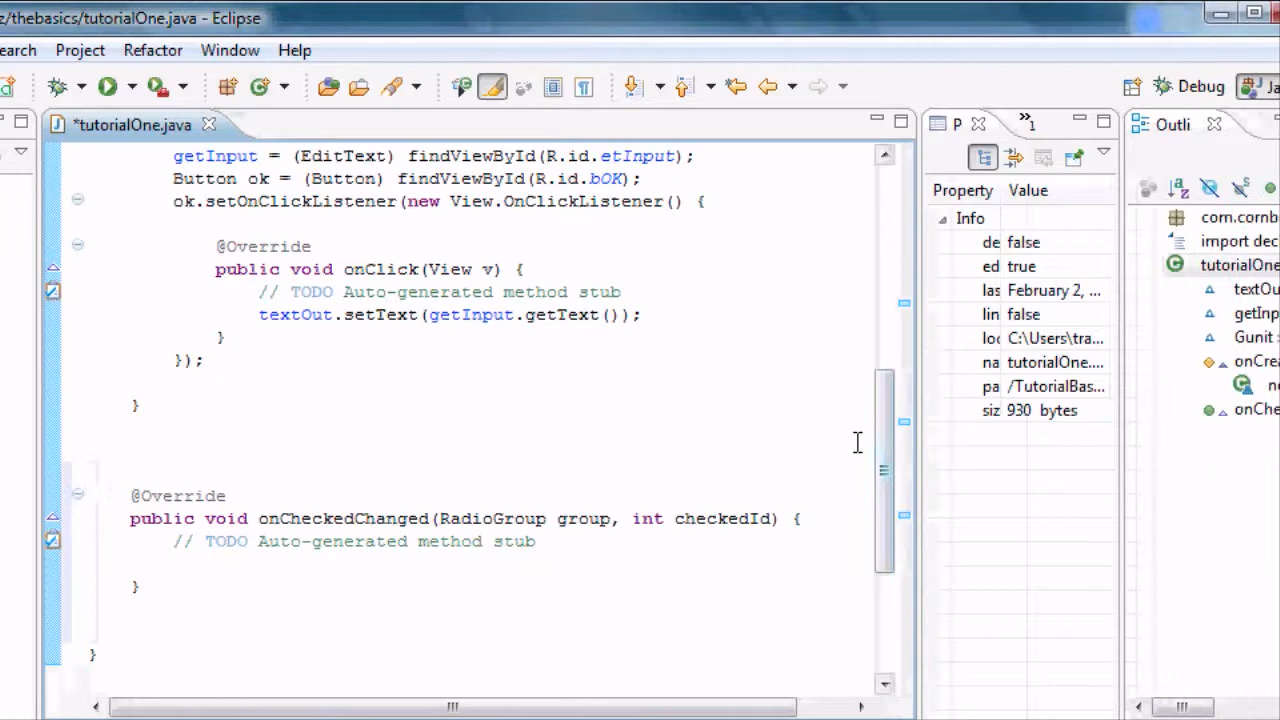 z/thebasics/tutorialOne.java - Eclipse
earch Project Refactor Window Help
Debug Ja
*tutorialOne.java
P
»1
Outli
getInput = (EditText) findViewById(R.id.etInput);
Button ok = (Button) findViewById(R.id.bOK);
ok.setOnClickListener(new View.OnClickListener() {
@Override
public void onClick(View v) {
// TODO Auto-generated method stub
textOut.setText(getInput.getText());
}
});
}
@Override
public void onCheckedChanged(RadioGroup group, int checkedId) {
// TODO Auto-generated method stub
}
}
Property Value
Info
de false
ed true
las February 2, ...
lin false
loc C:\Users\tra...
na tutorialOne....
pa /TutorialBas...
siz 930 bytes
com.cornb
import dec
tutorialOne
textOu
getInp
Gunit :
onCrea
ne
onChe